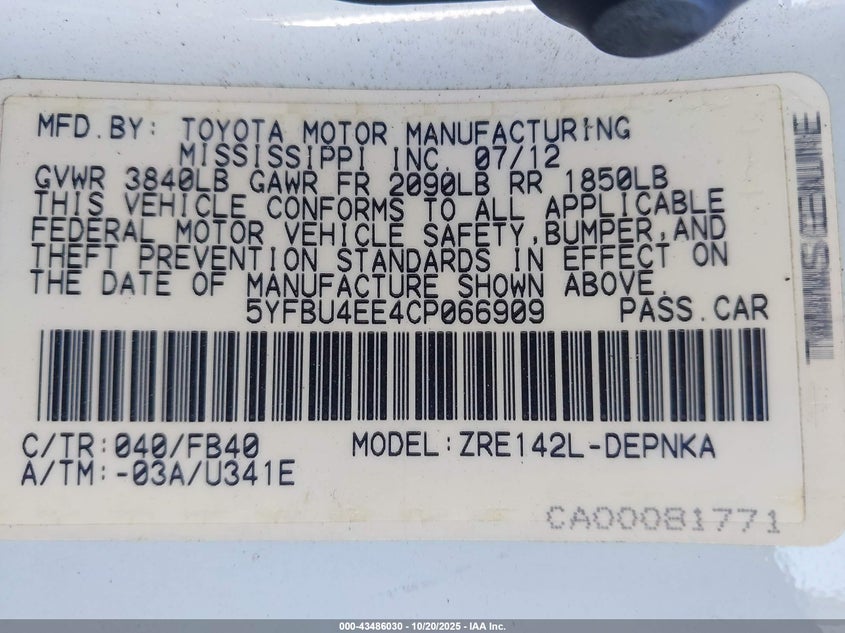 MFD.BY: TOYOTA MOTOR MANUFACTURING
MISSISSIPPI INC. 07/12
GVWR 3840LB GAWR FR 2090LB RR 1850LB
THIS VEHICLE CONFORMS TO ALL APPLICABLE
FEDERAL MOTOR VEHICLE SAFETY,BUMPER,AND
THEFT PREVENTION STANDARDS IN EFFECT ON
THE DATE OF MANUFACTURE SHOWN ABOVE.
5YFBU4EE4CP066909 PASS.CAR
C/TR:040/FB40 MODEL:ZRE142L-DEPNKA
A/TM:-03A/U341E
CA00081771
000-43486030 - 10/20/2025 - IAA Inc.